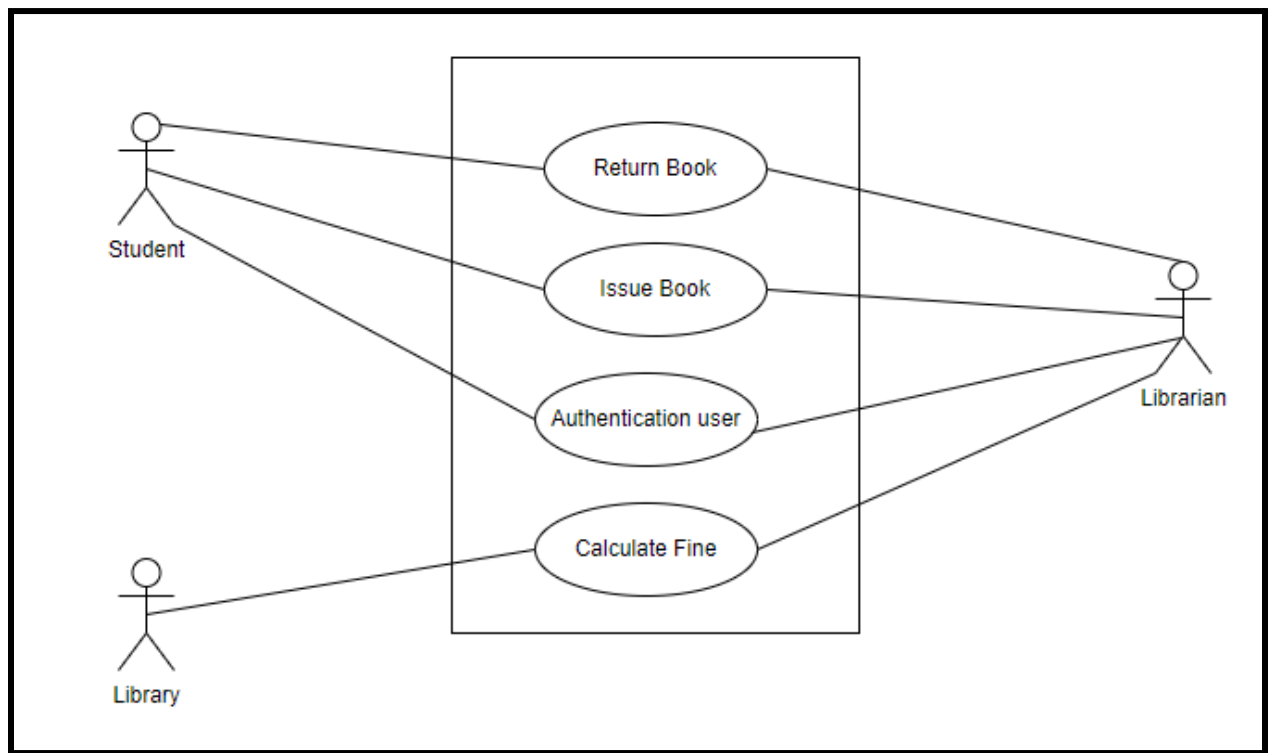 Return Book
Student
Issue Book
Librarian
Authentication user
Calculate Fine
Library